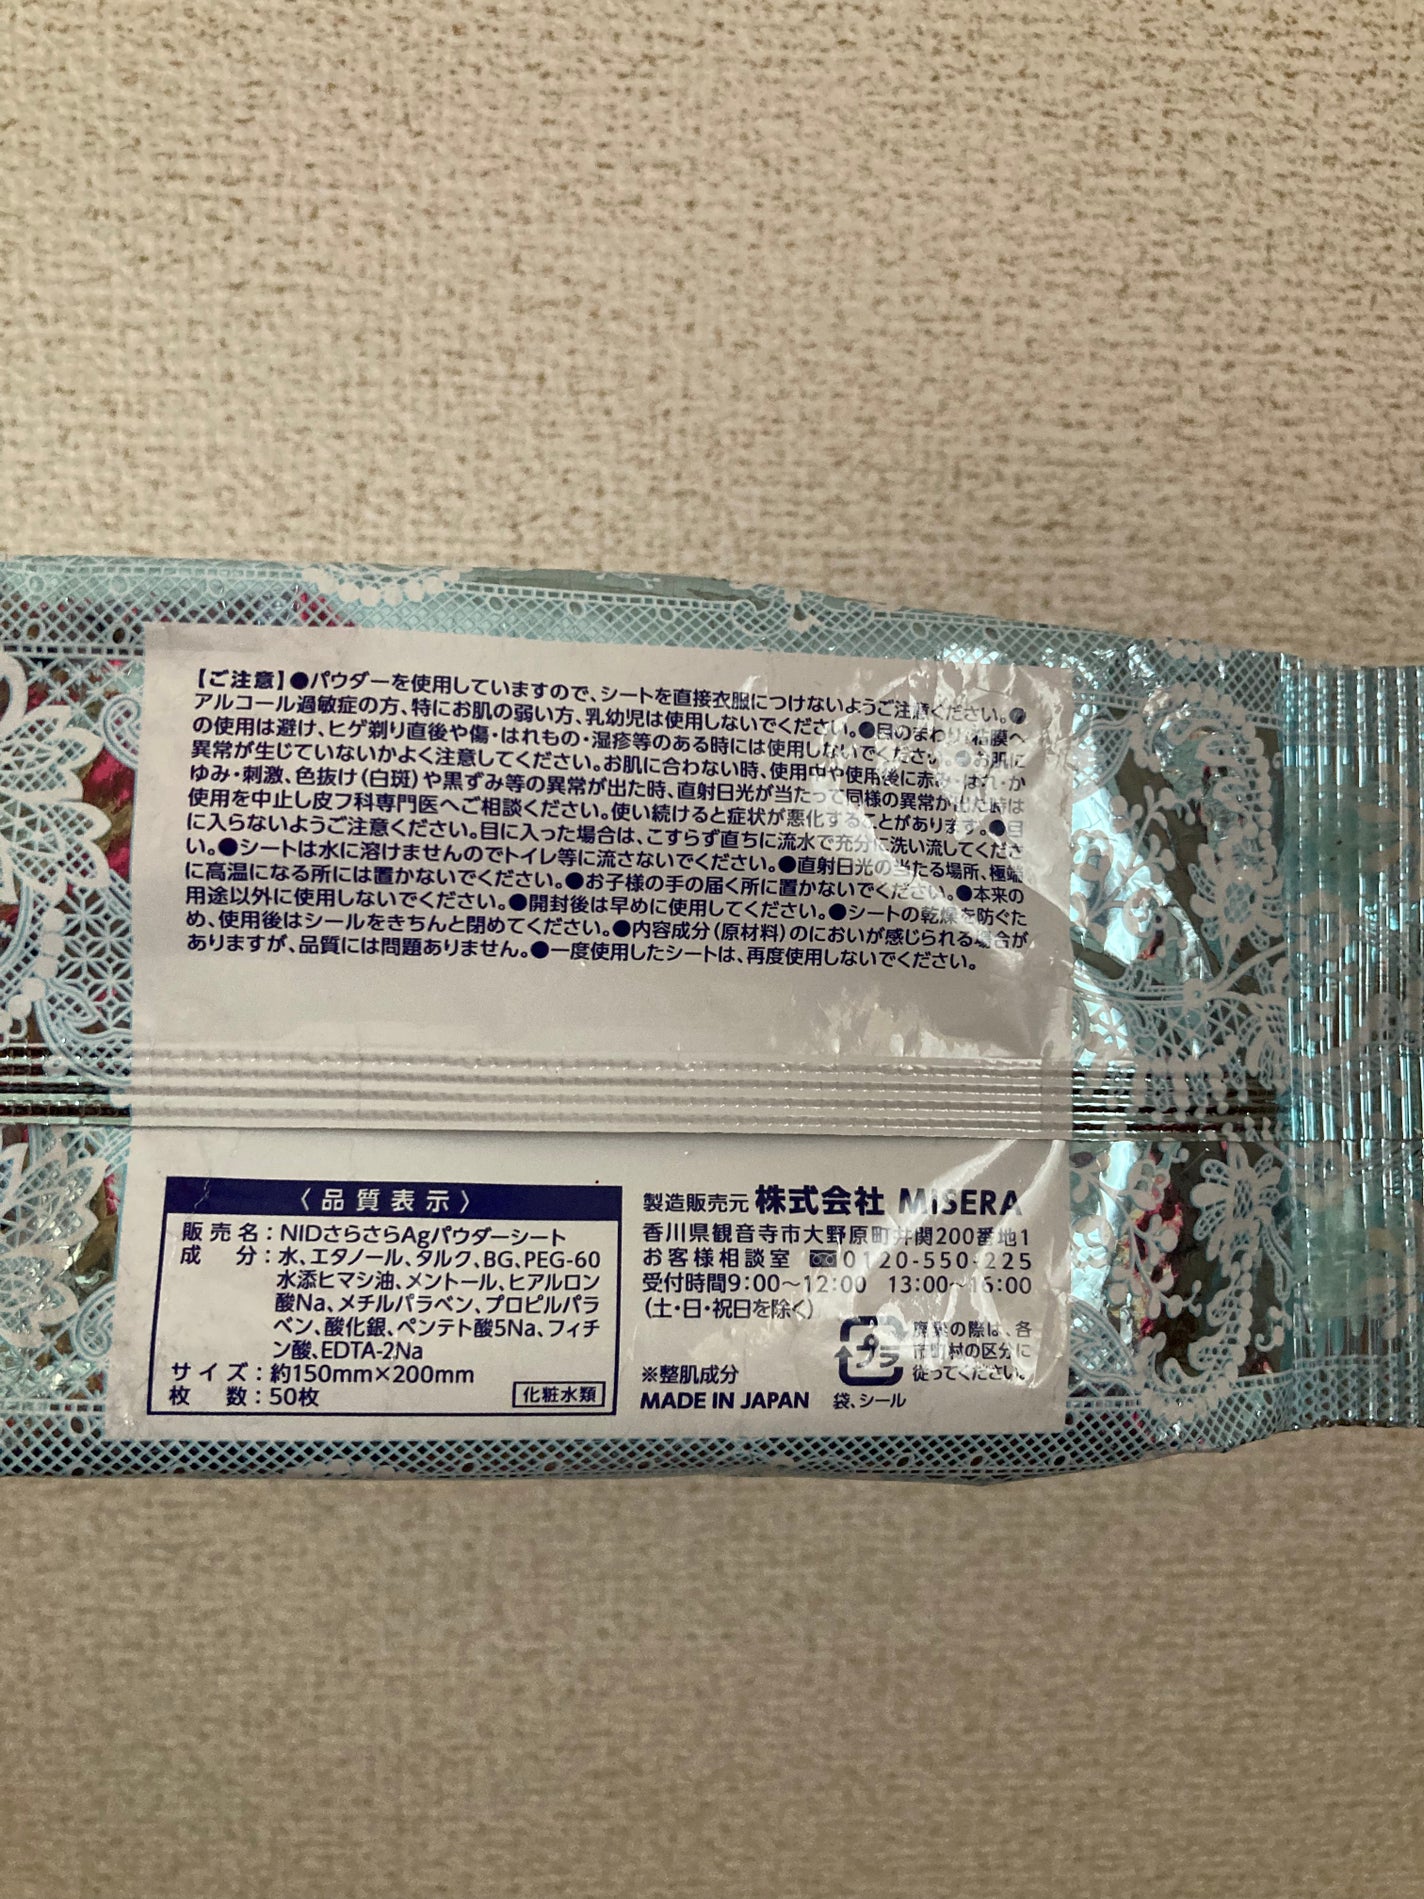 【ご注意】●パウダーを使用していますので、シートを直接衣服につけないようご注意ください。●
アルコール過敏症の方、特にお肌の弱い方、乳幼児は使用しないでください。●目のまわり、粘膜へ
の使用は避け、ヒゲ剃り直後や傷・はれもの・湿疹等のある時には使用しないでください。●お肌に
異常が生じていないかよく注意してください。お肌に合わない時、使用中や使用後に赤み・はれ・か
ゆみ・刺激、色抜け(白斑)や黒ずみ等の異常が出た時、直射日光が当たって同様の異常が出た時は
使用を中止し皮フ科専門医へご相談ください。使い続けると症状が悪化することがあります。●目
に入らないようご注意ください。目に入った場合は、こすらず直ちに流水で充分に洗い流してくださ
い。●シートは水に溶けませんのでトイレ等に流さないでください。●直射日光の当たる場所、極端
に高温になる所には置かないでください。●お子様の手の届く所に置かないでください。●本来の
用途以外に使用しないでください。●開封後は早めに使用してください。●シートの乾燥を防ぐた
め、使用後はシールをきちんと閉めてください。●内容成分(原材料)のにおいが感じられる場合が
ありますが、品質には問題ありません。●一度使用したシートは、再度使用しないでください。
〈品質表示〉
販売名:NIDさらさらAgパウダーシート
成分:水、エタノール、タルク、BG、PEG-60
水添ヒマシ油、メントール、ヒアルロン
酸Na、メチルパラベン、プロピルパラ
ベン、酸化銀、ペンテト酸5Na、フィチ
ン酸、EDTA-2Na
サイズ:約150mm×200mm
枚数:50枚
化粧水類
製造販売元 株式会社 MISERA
香川県観音寺市大野原町井関200番地1
お客様相談室 0120-550-225
受付時間9:00〜12:00 13:00〜16:00
(土・日・祝日を除く)
プラ
廃棄の際は、各
市町村の区分に
従ってください。
※整肌成分
MADE IN JAPAN
袋、シール